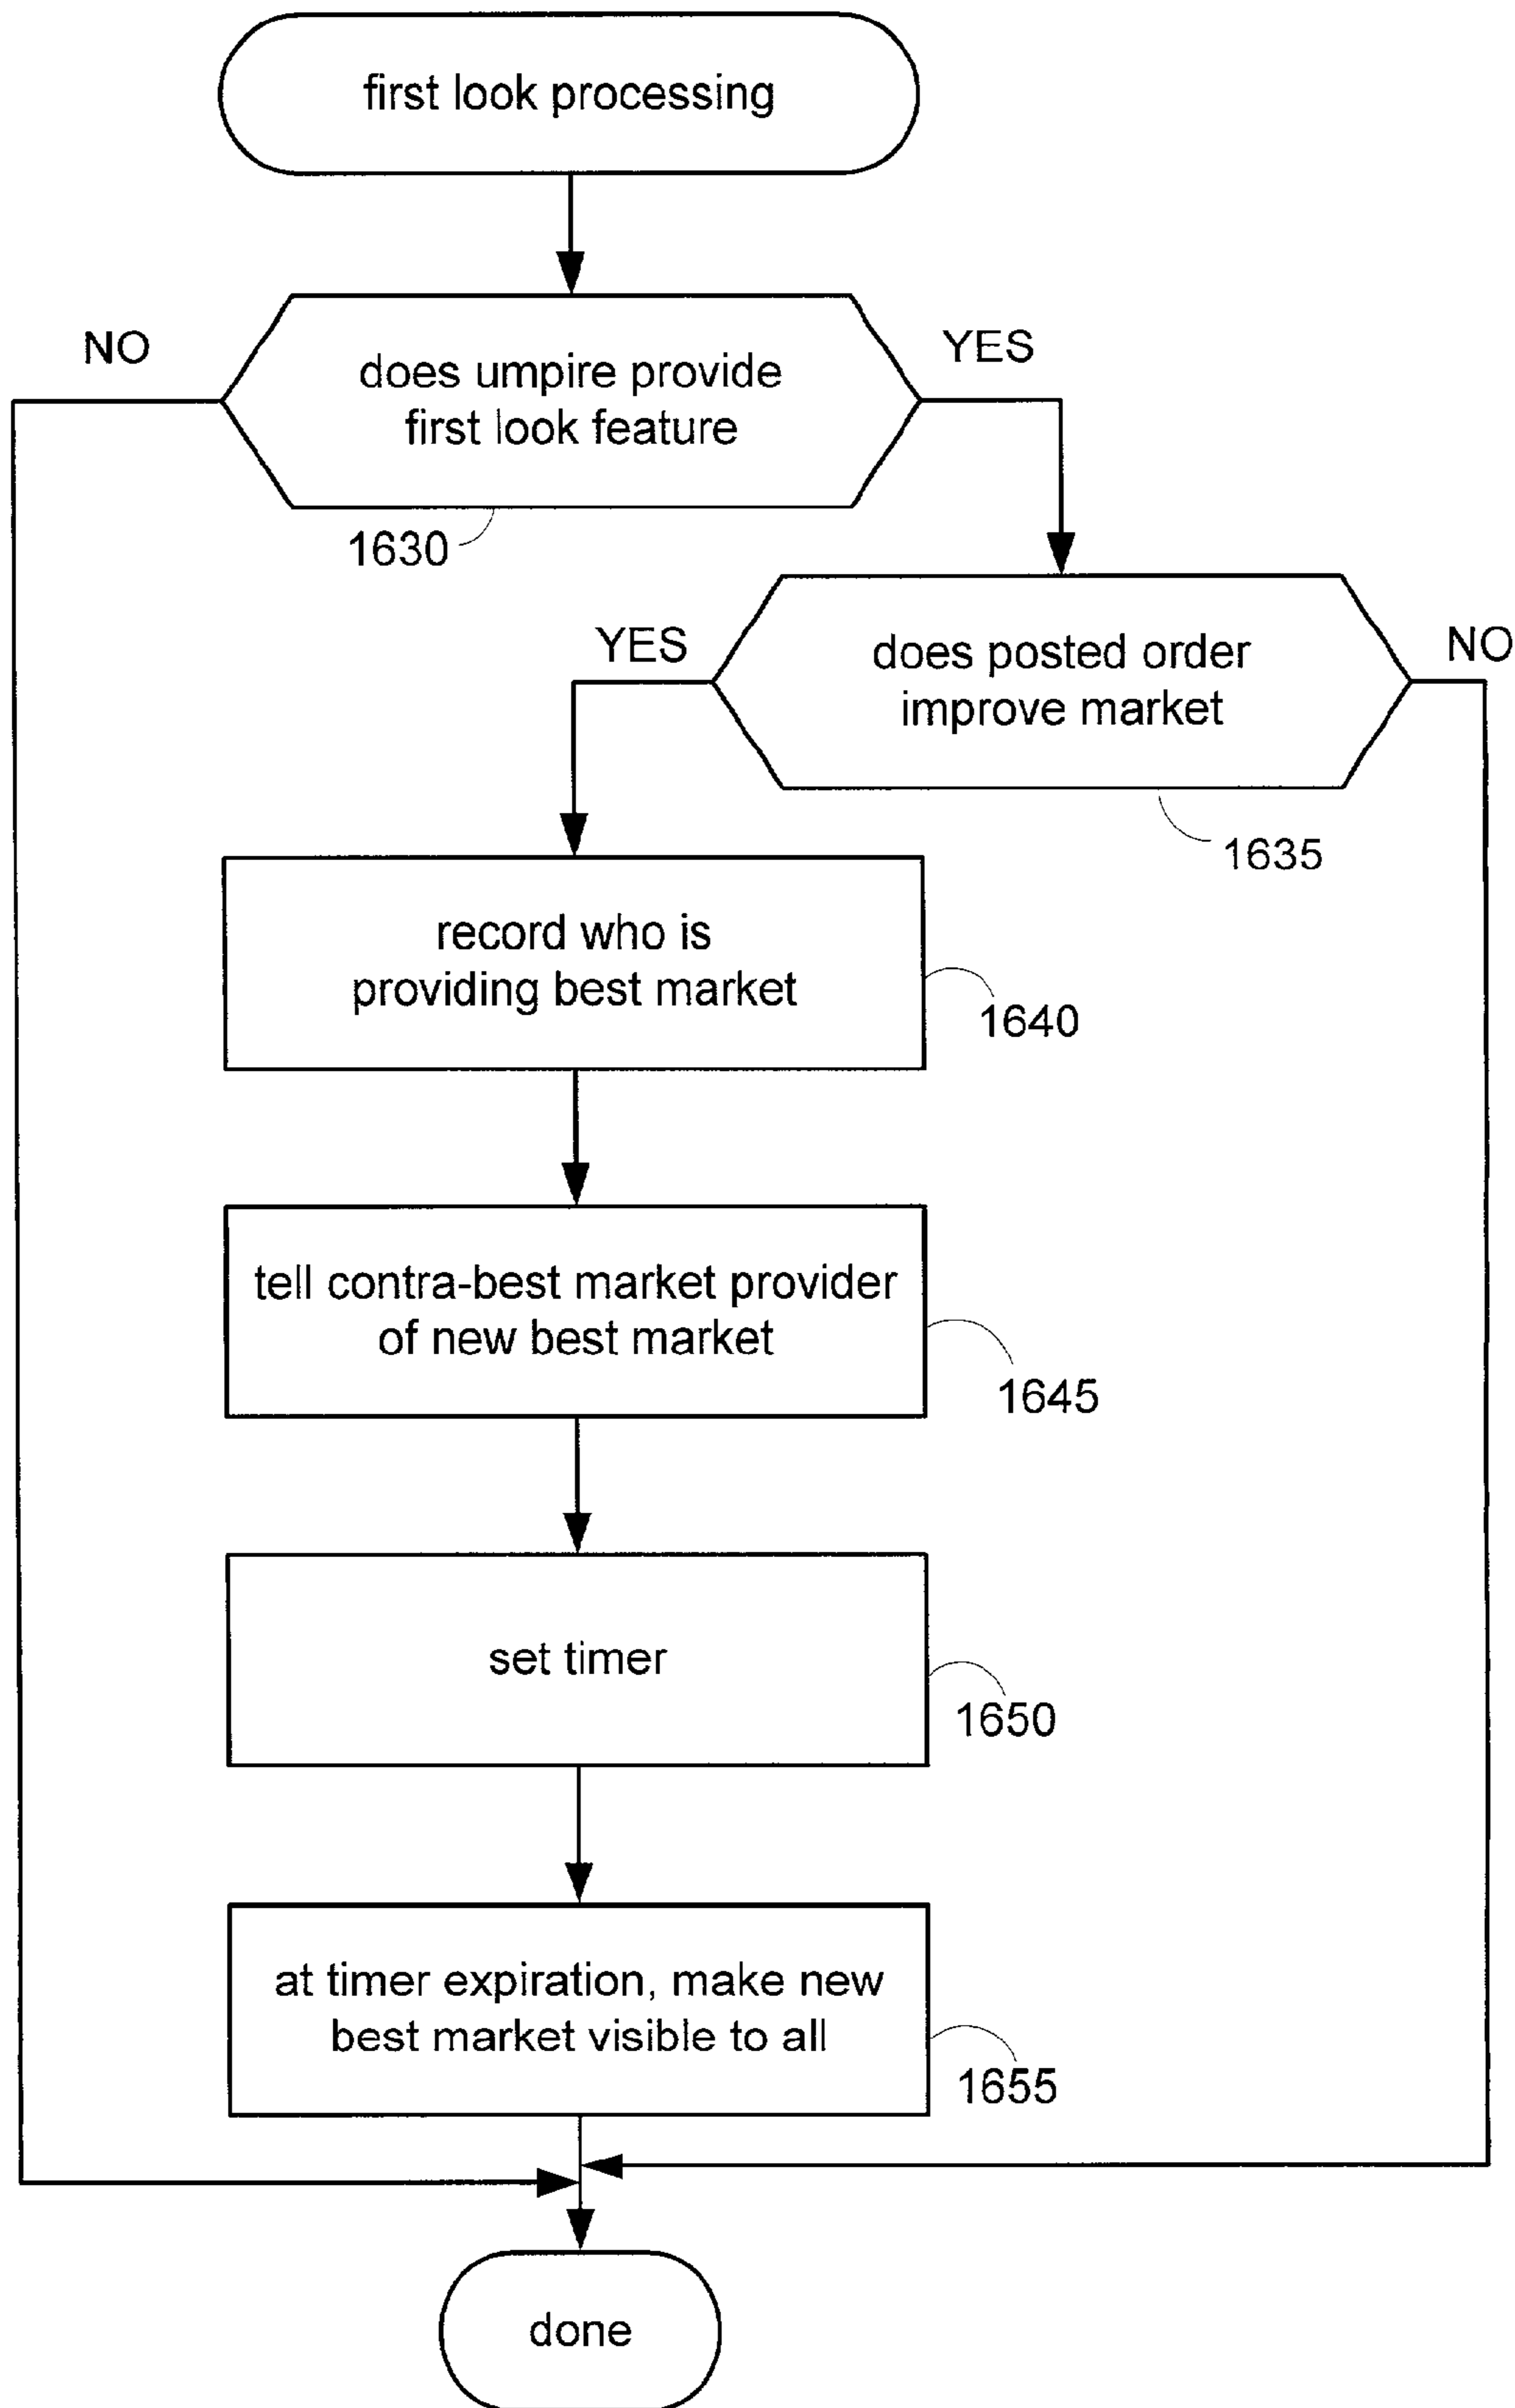 first look processing
NO
YES
does umpire provide
first look feature
1630
YES
NO
does posted order
improve market
1635
record who is
providing best market
1640
tell contra-best market provider
of new best market
1645
set timer
1650
at timer expiration, make new
best market visible to all
1655
done